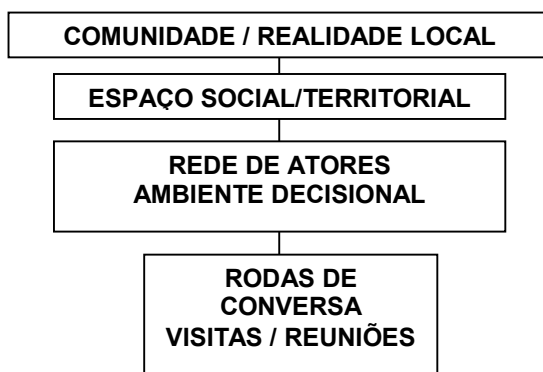 COMUNIDADE / REALIDADE LOCAL
ESPAÇO SOCIAL/TERRITORIAL
REDE DE ATORES
AMBIENTE DECISIONAL
RODAS DE
CONVERSA
VISITAS / REUNIÕES